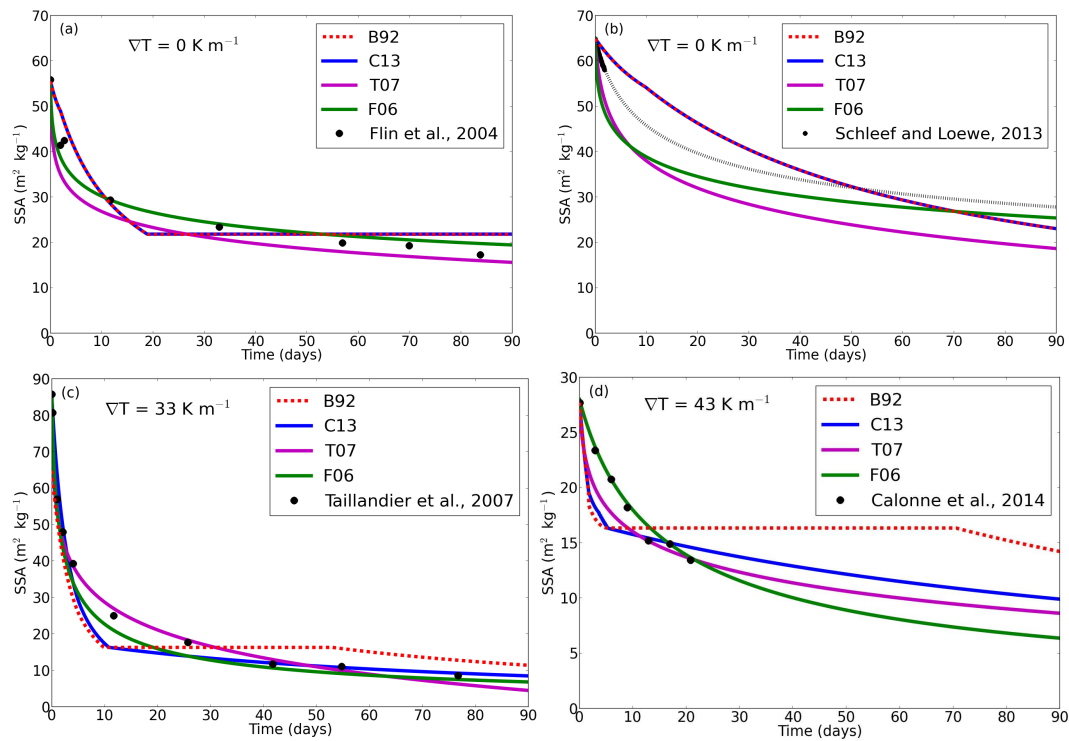 (a)
∇T = 0 K m⁻¹
B92
C13
T07
F06
Flin et al., 2004
SSA (m² kg⁻¹)
70
60
50
40
30
20
10
0
0 10 20 30 40 50 60 70 80 90
Time (days)
(b)
∇T = 0 K m⁻¹
B92
C13
T07
F06
Schleef and Loewe, 2013
SSA (m² kg⁻¹)
70
60
50
40
30
20
10
0
0 10 20 30 40 50 60 70 80 90
Time (days)
(c)
∇T = 33 K m⁻¹
B92
C13
T07
F06
Taillandier et al., 2007
SSA (m² kg⁻¹)
90
80
70
60
50
40
30
20
10
0
0 10 20 30 40 50 60 70 80 90
Time (days)
(d)
∇T = 43 K m⁻¹
B92
C13
T07
F06
Calonne et al., 2014
SSA (m² kg⁻¹)
30
25
20
15
10
5
0
0 10 20 30 40 50 60 70 80 90
Time (days)